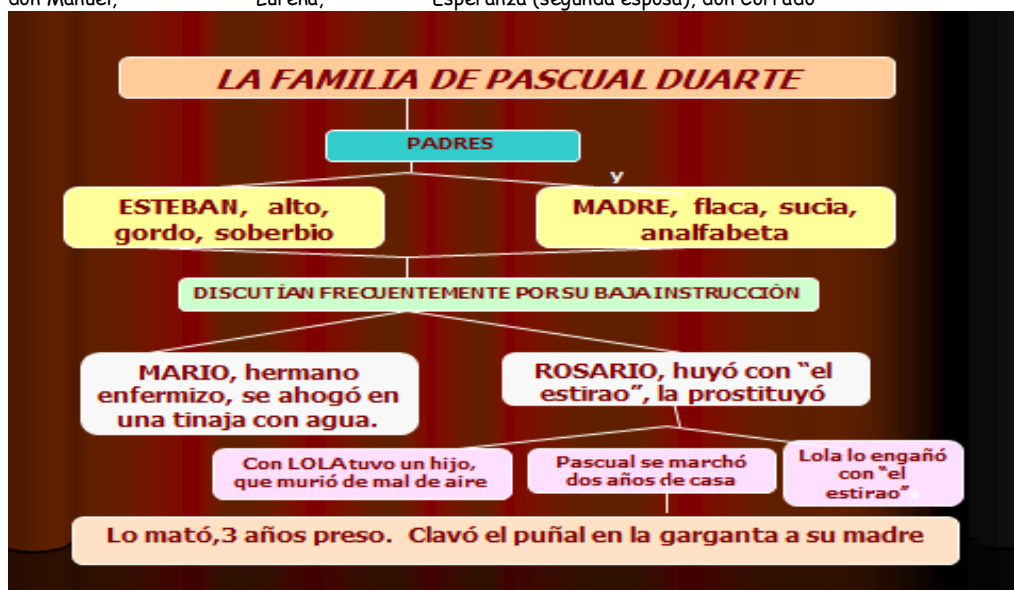 don Manuel, Lureña, Esperanza (segunda esposa), don Conrado
LA FAMILIA DE PASCUAL DUARTE
PADRES
y
ESTEBAN, alto,
gordo, soberbio
MADRE, flaca, sucia,
analfabeta
DISCUTÍAN FRECUENTEMENTE POR SU BAJA INSTRUCCIÓN
MARIO, hermano
enfermizo, se ahogó en
una tinaja con agua.
ROSARIO, huyó con “el
estirao”, la prostituyó
Con LOLA tuvo un hijo,
que murió de mal de aire
Pascual se marchó
dos años de casa
Lola lo engañó
con “el
estirao”s
Lo mató,3 años preso. Clavó el puñal en la garganta a su madre